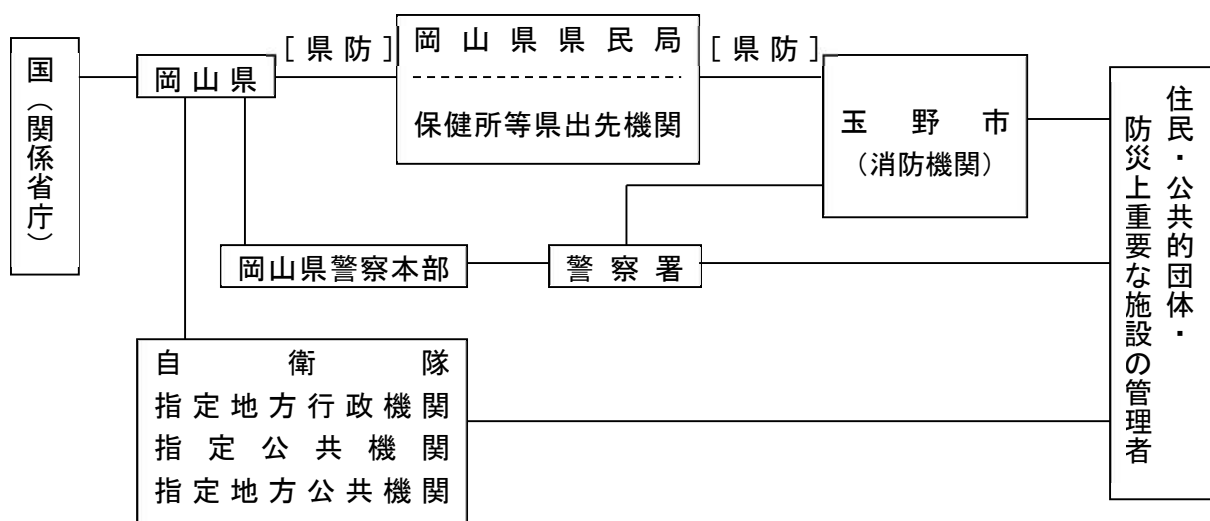 国（関係省庁）
岡山県
[県防]
岡山県県民局
保健所等県出先機関
[県防]
玉野市
（消防機関）
住民・公共的団体・
防災上重要な施設の管理者
岡山県警察本部
警察署
自衛隊
指定地方行政機関
指定公共機関
指定地方公共機関